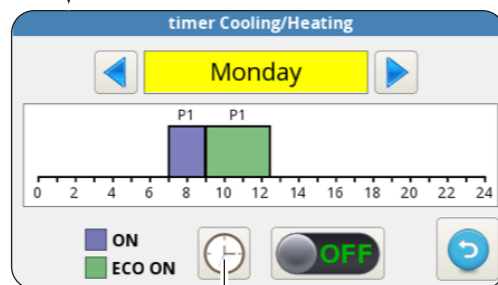 timer Cooling/Heating
Monday
P1 P1
0 2 4 6 8 10 12 14 16 18 20 22 24
ON
ECO ON
OFF